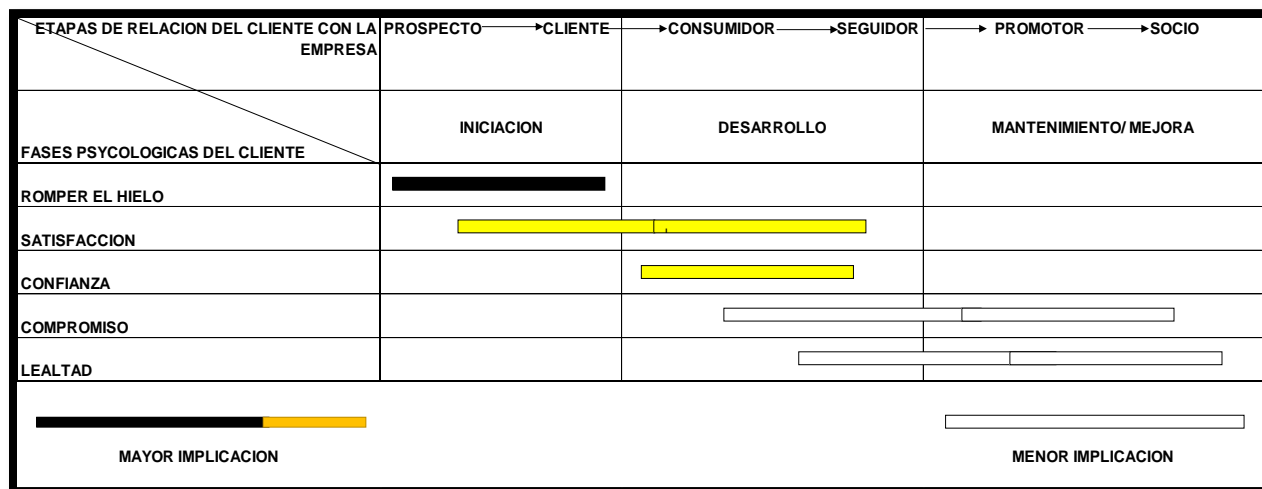 ETAPAS DE RELACION DEL CLIENTE CON LA EMPRESA
PROSPECTO CLIENTE CONSUMIDOR SEGUIDOR PROMOTOR SOCIO
FASES PSYCOLOGICAS DEL CLIENTE
INICIACION DESARROLLO MANTENIMIENTO/ MEJORA
ROMPER EL HIELO
SATISFACCION
CONFIANZA
COMPROMISO
LEALTAD
MAYOR IMPLICACION MENOR IMPLICACION